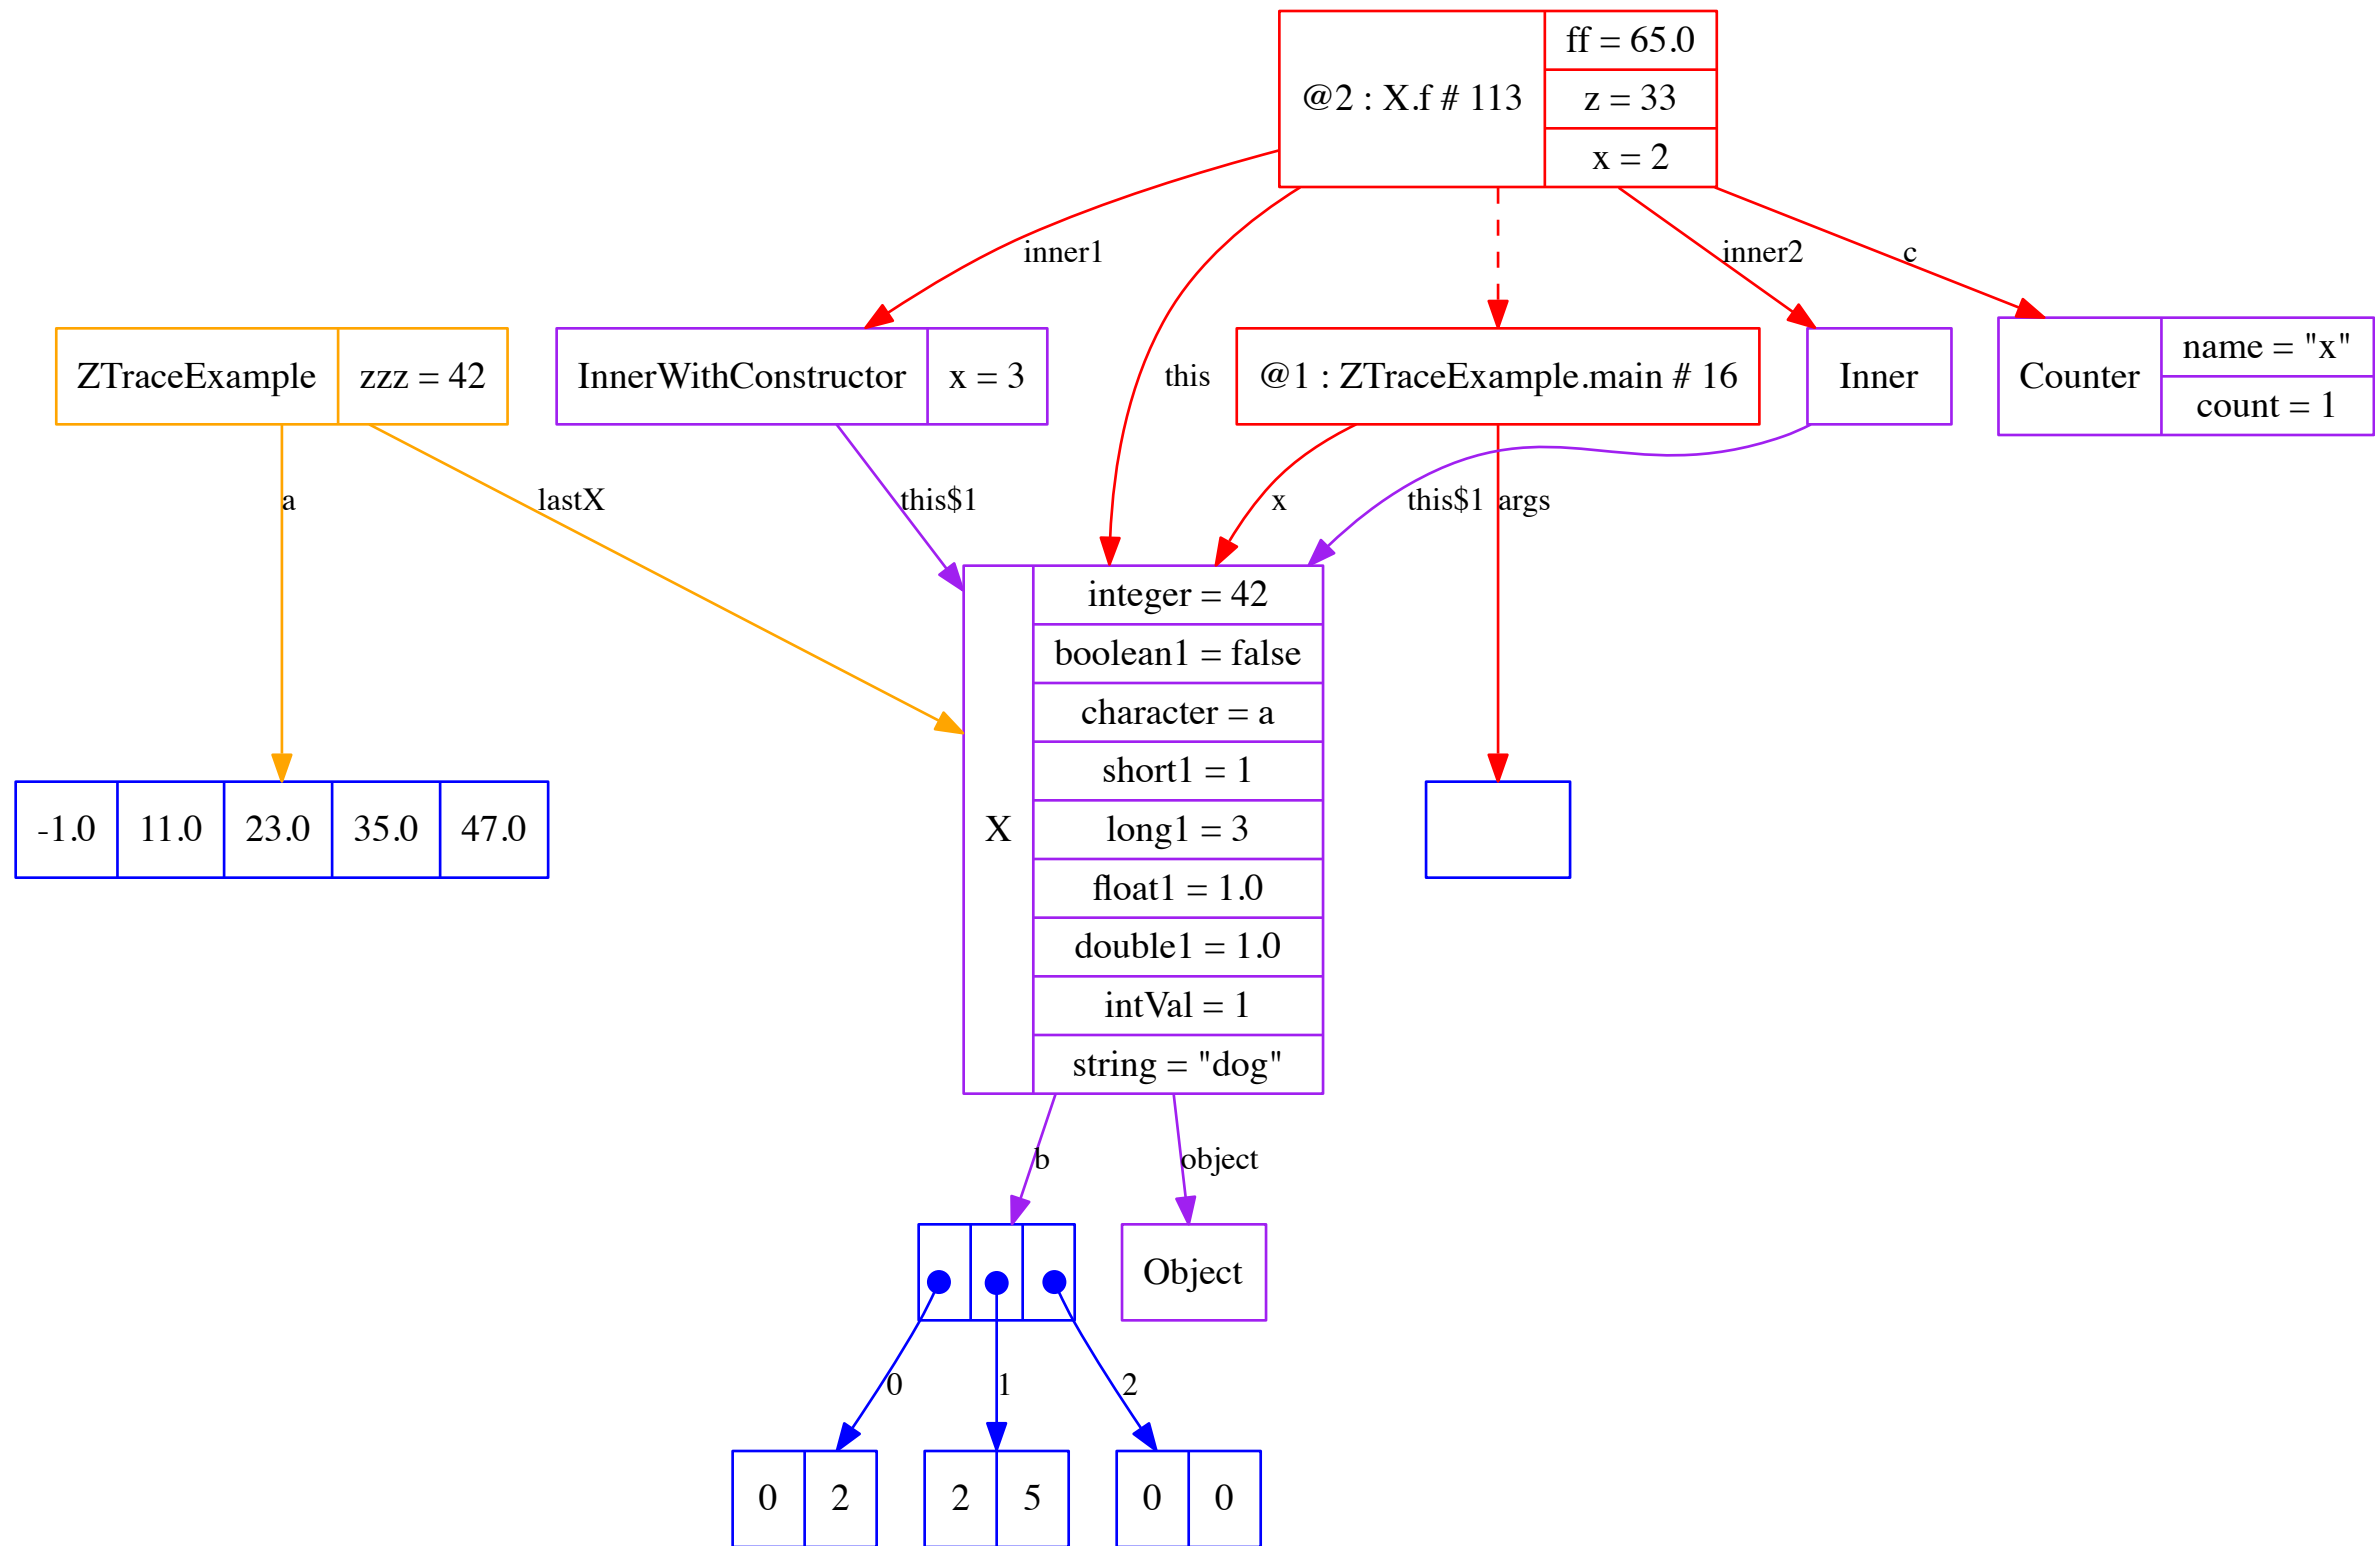 @2 : X.f # 113
ff = 65.0
z = 33
x = 2
inner1
this
inner2
c
ZTraceExample
zzz = 42
InnerWithConstructor
x = 3
@1 : ZTraceExample.main # 16
Inner
Counter
name = "x"
count = 1
a
lastX
this$1
x
this$1
args
X
integer = 42
boolean1 = false
character = a
short1 = 1
long1 = 3
float1 = 1.0
double1 = 1.0
intVal = 1
string = "dog"
-1.0
11.0
23.0
35.0
47.0
b
object
Object
0
1
2
0
2
2
5
0
0